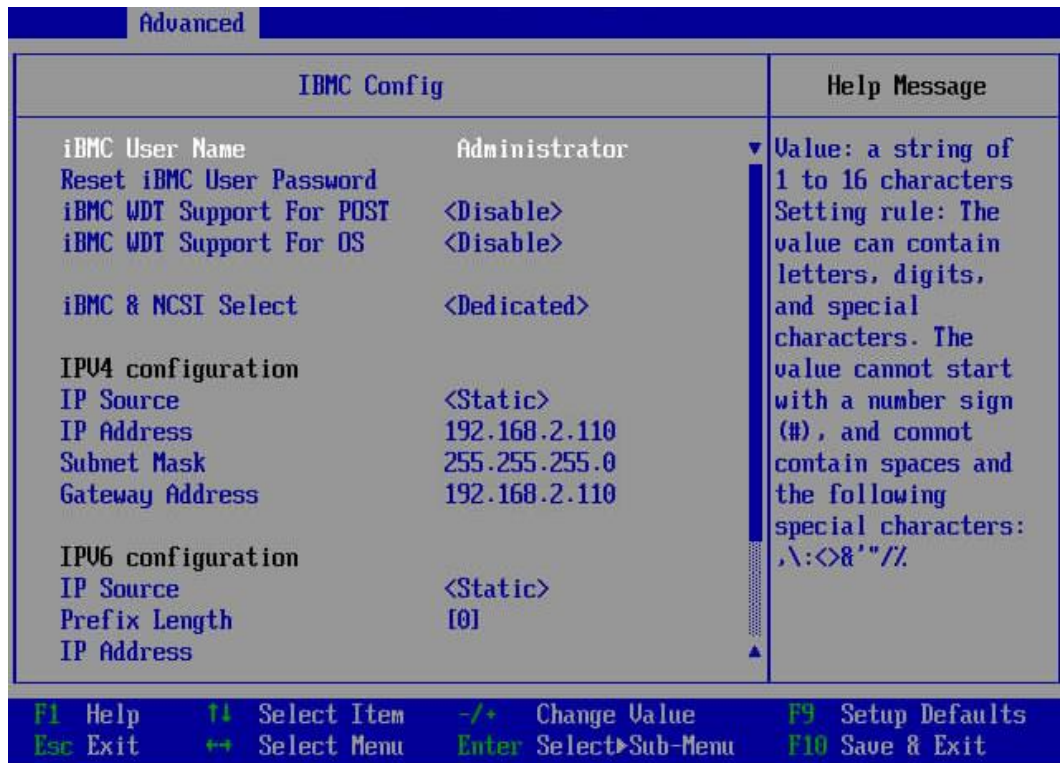 Advanced
IBMC Config
iBMC User Name Administrator
Reset iBMC User Password
iBMC WDT Support For POST <Disable>
iBMC WDT Support For OS <Disable>
iBMC & NCSI Select <Dedicated>
IPV4 configuration
IP Source <Static>
IP Address 192.168.2.110
Subnet Mask 255.255.255.0
Gateway Address 192.168.2.110
IPV6 configuration
IP Source <Static>
Prefix Length [0]
IP Address
Help Message
Value: a string of
1 to 16 characters
Setting rule: The
value can contain
letters, digits,
and special
characters. The
value cannot start
with a number sign
(#), and connot
contain spaces and
the following
special characters:
,\:<>&'"/%
F1 Help ↑↓ Select Item -/+ Change Value F9 Setup Defaults
Esc Exit ↔ Select Menu Enter Select▶Sub-Menu F10 Save & Exit